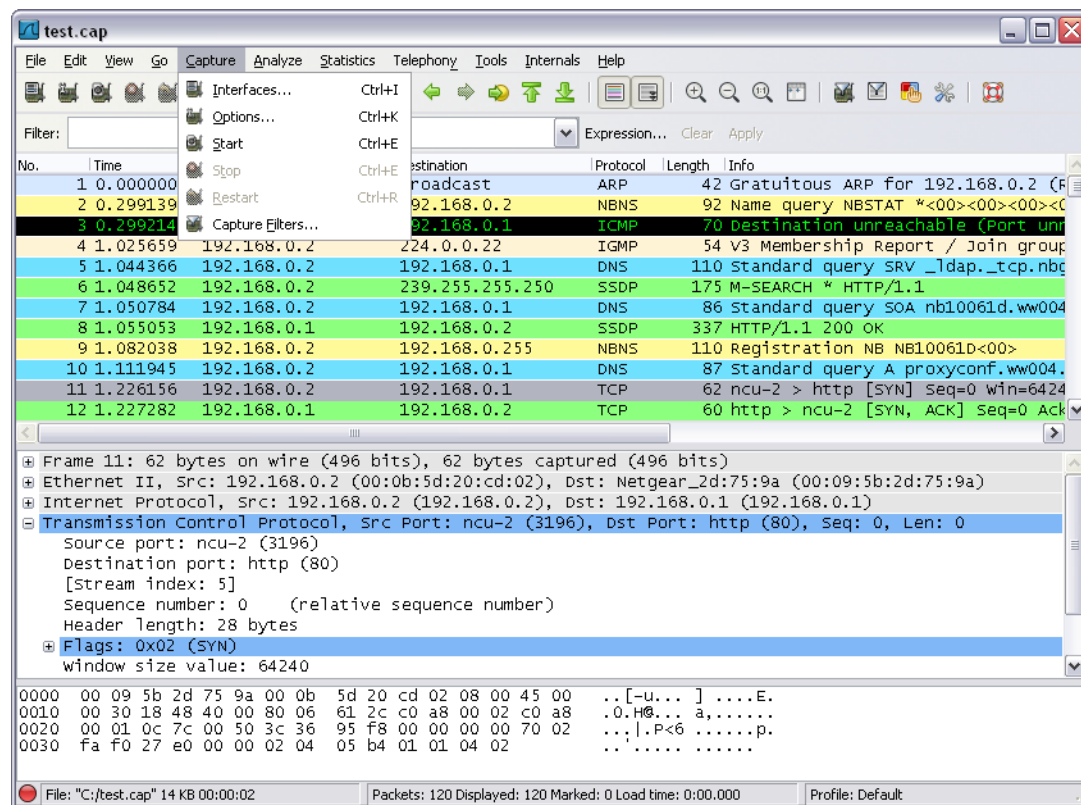 test.cap
File Edit View Go Capture Analyze Statistics Telephony Tools Internals Help
Interfaces... Ctrl+I
Options... Ctrl+K
Start Ctrl+E
Stop Ctrl+E
Restart Ctrl+R
Capture Filters...
Filter: Expression... Clear Apply
No. Time estination Protocol Length Info
1 0.000000 roadcast ARP 42 Gratuitous ARP for 192.168.0.2 (R
2 0.299139 92.168.0.2 NBNS 92 Name query NBSTAT *<00><00><00><0
3 0.299214 92.168.0.1 ICMP 70 Destination unreachable (Port unr
4 1.025659 192.168.0.2 224.0.0.22 IGMP 54 V3 Membership Report / Join group
5 1.044366 192.168.0.2 192.168.0.1 DNS 110 Standard query SRV _ldap._tcp.nbg
6 1.048652 192.168.0.2 239.255.255.250 SSDP 175 M-SEARCH * HTTP/1.1
7 1.050784 192.168.0.2 192.168.0.1 DNS 86 Standard query SOA nb10061d.ww004
8 1.055053 192.168.0.1 192.168.0.2 SSDP 337 HTTP/1.1 200 OK
9 1.082038 192.168.0.2 192.168.0.255 NBNS 110 Registration NB NB10061D<00>
10 1.111945 192.168.0.2 192.168.0.1 DNS 87 Standard query A proxyconf.ww004.
11 1.226156 192.168.0.2 192.168.0.1 TCP 62 ncu-2 > http [SYN] Seq=0 Win=6424
12 1.227282 192.168.0.1 192.168.0.2 TCP 60 http > ncu-2 [SYN, ACK] Seq=0 Ack
Frame 11: 62 bytes on wire (496 bits), 62 bytes captured (496 bits)
Ethernet II, Src: 192.168.0.2 (00:0b:5d:20:cd:02), Dst: Netgear_2d:75:9a (00:09:5b:2d:75:9a)
Internet Protocol, Src: 192.168.0.2 (192.168.0.2), Dst: 192.168.0.1 (192.168.0.1)
Transmission Control Protocol, Src Port: ncu-2 (3196), Dst Port: http (80), Seq: 0, Len: 0
Source port: ncu-2 (3196)
Destination port: http (80)
[Stream index: 5]
Sequence number: 0 (relative sequence number)
Header length: 28 bytes
Flags: 0x02 (SYN)
Window size value: 64240
0000 00 09 5b 2d 75 9a 00 0b 5d 20 cd 02 08 00 45 00 ..[-u... ] ....E.
0010 00 30 18 48 40 00 80 06 61 2c c0 a8 00 02 c0 a8 .0.H@... a,......
0020 00 01 0c 7c 00 50 3c 36 95 f8 00 00 00 00 70 02 ...|.P<6 ......p.
0030 fa f0 27 e0 00 00 02 04 05 b4 01 01 04 02 ..'..... ......
File: "C:/test.cap" 14 KB 00:00:02 Packets: 120 Displayed: 120 Marked: 0 Load time: 0:00.000 Profile: Default